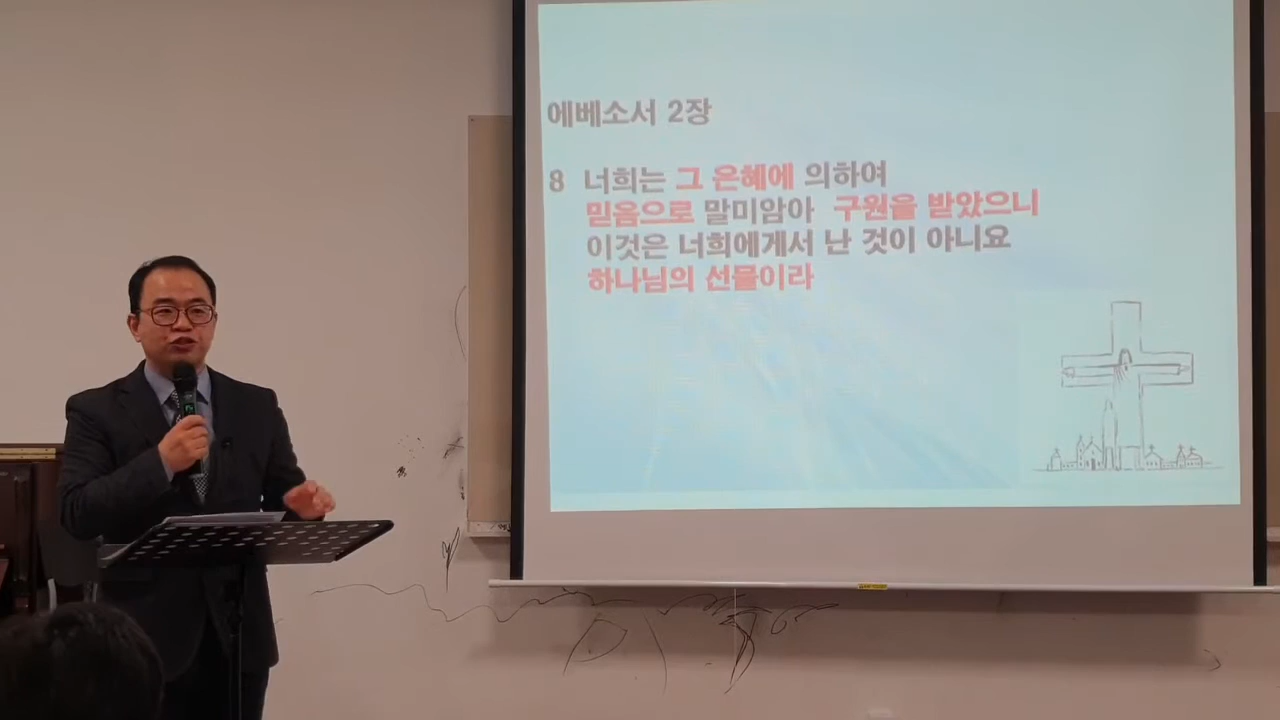 에베소서 2장
8 너희는 그 은혜에 의하여
믿음으로 말미암아 구원을 받았으니
이것은 너희에게서 난 것이 아니요
하나님의 선물이라